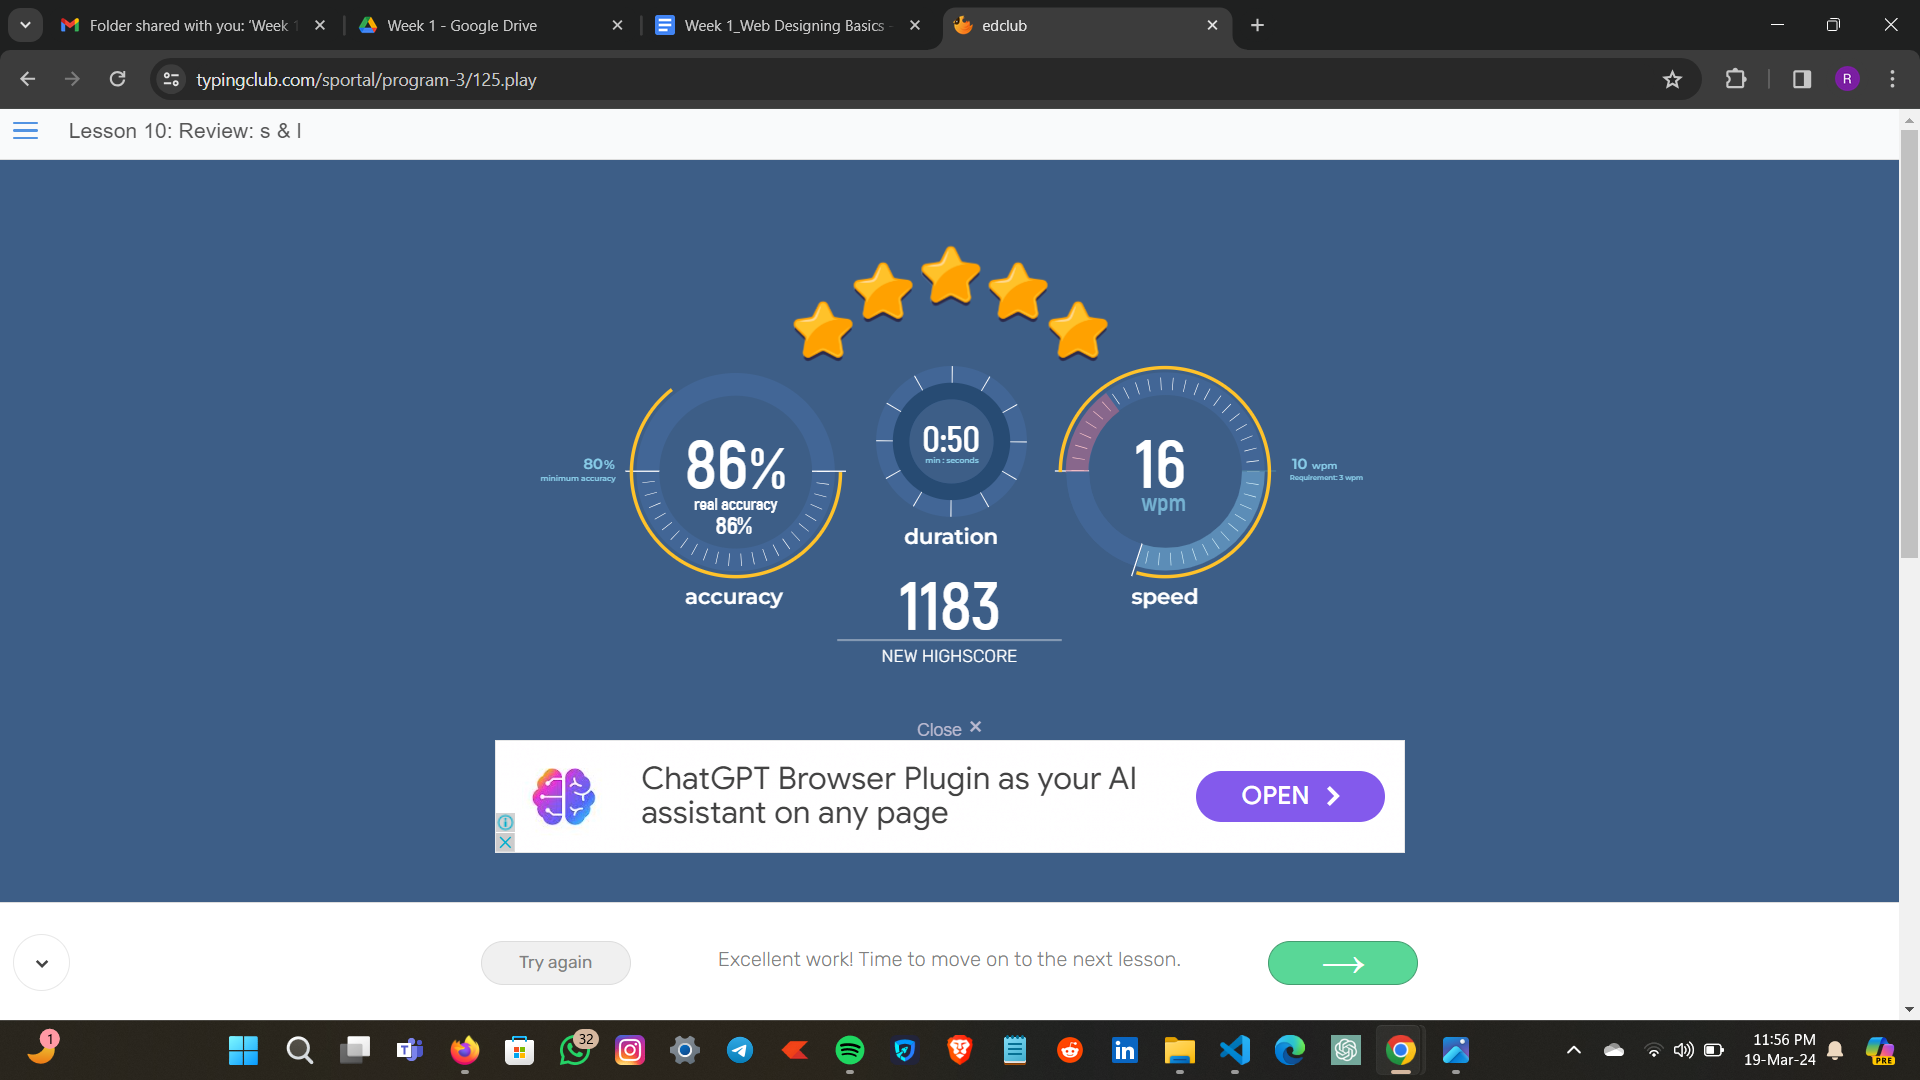 Folder shared with you: 'Week 1
Week 1 - Google Drive
Week 1_Web Designing Basics -
edclub
typingclub.com/sportal/program-3/125.play
R
Lesson 10: Review: s & l
80%
minimum accuracy
86%
real accuracy
86%
accuracy
0:50
min : seconds
duration
16
wpm
speed
10 wpm
Requirement: 3 wpm
1183
NEW HIGHSCORE
Close ✕
ChatGPT Browser Plugin as your AI
assistant on any page
OPEN
Try again
Excellent work! Time to move on to the next lesson.
1
32
PRE
11:56 PM
19-Mar-24